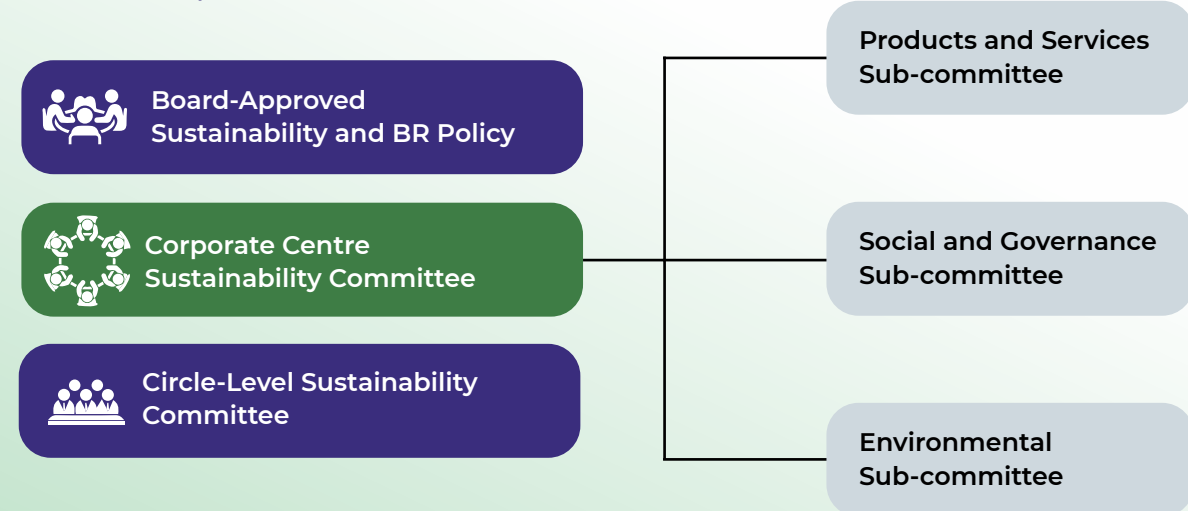 Board-Approved
Sustainability and BR Policy
Corporate Centre
Sustainability Committee
Circle-Level Sustainability
Committee
Products and Services
Sub-committee
Social and Governance
Sub-committee
Environmental
Sub-committee